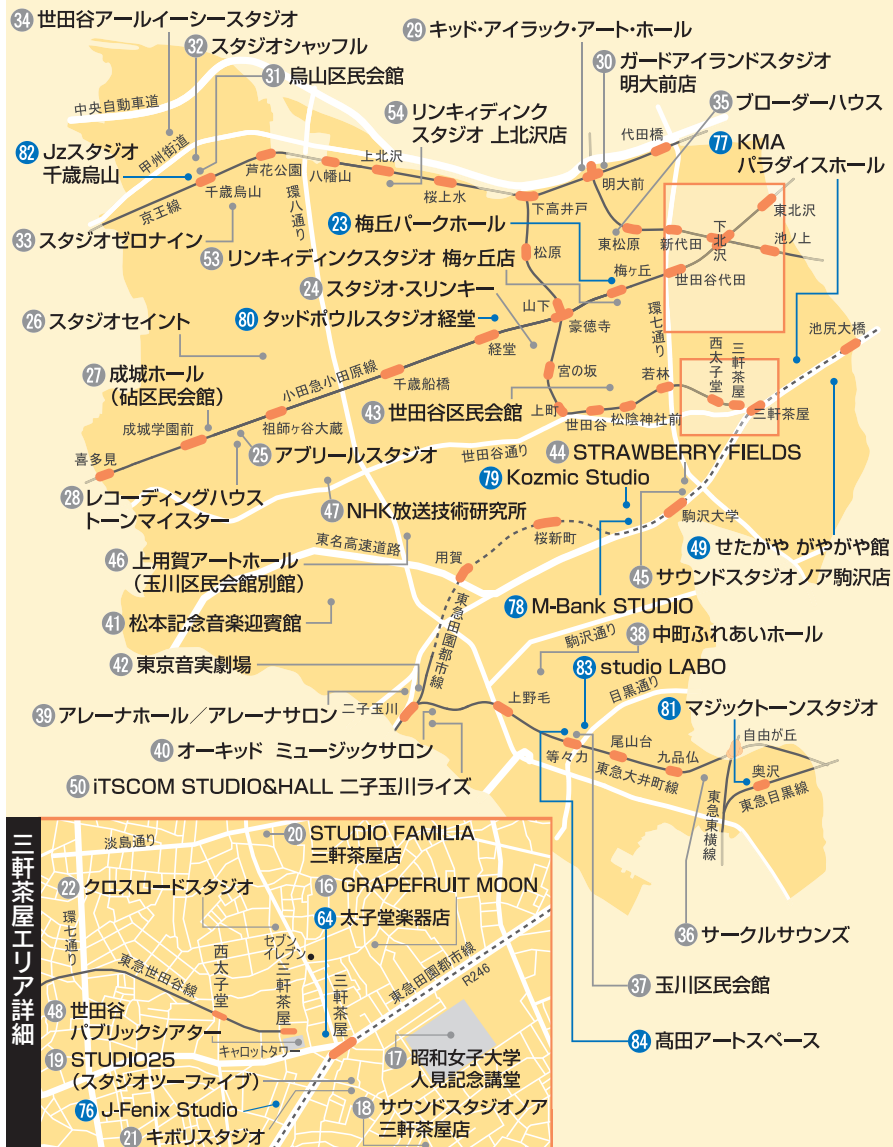 34 世田谷アールイーシースタジオ
32 スタジオシャッフル
31 烏山区民会館
29 キッド・アイラック・アート・ホール
30 ガードアイランドスタジオ
明大前店
中央自動車道
甲州街道
54 リンキィディンク
スタジオ 上北沢店
35 ブローダーハウス
代田橋
77 KMA
パラダイスホール
82 Jzスタジオ
千歳烏山
芦花公園
八幡山
上北沢
桜上水
千歳烏山
京王線
環八通り
下高井戸
明大前
東北沢
下北沢
池ノ上
33 スタジオゼロナイン
23 梅丘パークホール
松原
東松原
新代田
世田谷代田
53 リンキィディンクスタジオ 梅ヶ丘店
梅ヶ丘
24 スタジオ・スリンキー
山下
豪徳寺
環七通り
26 スタジオセイント
80 タッドポウルスタジオ経堂
経堂
池尻大橋
27 成城ホール
(砧区民会館)
小田急小田原線
千歳船橋
宮の坂
若林
西太子堂
三軒茶屋
43 世田谷区民会館
成城学園前
祖師ヶ谷大蔵
上町
世田谷
松陰神社前
三軒茶屋
喜多見
25 アブリールスタジオ
世田谷通り
44 STRAWBERRY FIELDS
79 Kozmic Studio
28 レコーディングハウス
トーンマイスター
47 NHK放送技術研究所
駒沢大学
桜新町
東名高速道路
46 上用賀アートホール
(玉川区民会館別館)
用賀
49 せたがや がやがや館
45 サウンドスタジオノア駒沢店
78 M-Bank STUDIO
41 松本記念音楽迎賓館
東急田園都市線
駒沢通り
38 中町ふれあいホール
42 東京音実劇場
83 studio LABO
目黒通り
39 アレーナホール/アレーナサロン
二子玉川
上野毛
81 マジックトーンスタジオ
40 オーキッド ミュージックサロン
等々力
尾山台
九品仏
自由が丘
奥沢
50 iTSCOM STUDIO&HALL 二子玉川ライズ
東急大井町線
東急目黒線
東急東横線
36 サークルサウンズ
37 玉川区民会館
84 髙田アートスペース
三軒茶屋エリア詳細
淡島通り
20 STUDIO FAMILIA
三軒茶屋店
22 クロスロードスタジオ
16 GRAPEFRUIT MOON
64 太子堂楽器店
環七通り
セブン
イレブン
西太子堂
三軒茶屋
三軒茶屋
東急世田谷線
東急田園都市線
R246
48 世田谷
パブリックシアター
キャロットタワー
19 STUDIO25
(スタジオツーファイブ)
17 昭和女子大学
人見記念講堂
76 J-Fenix Studio
18 サウンドスタジオノア
三軒茶屋店
21 キボリスタジオ